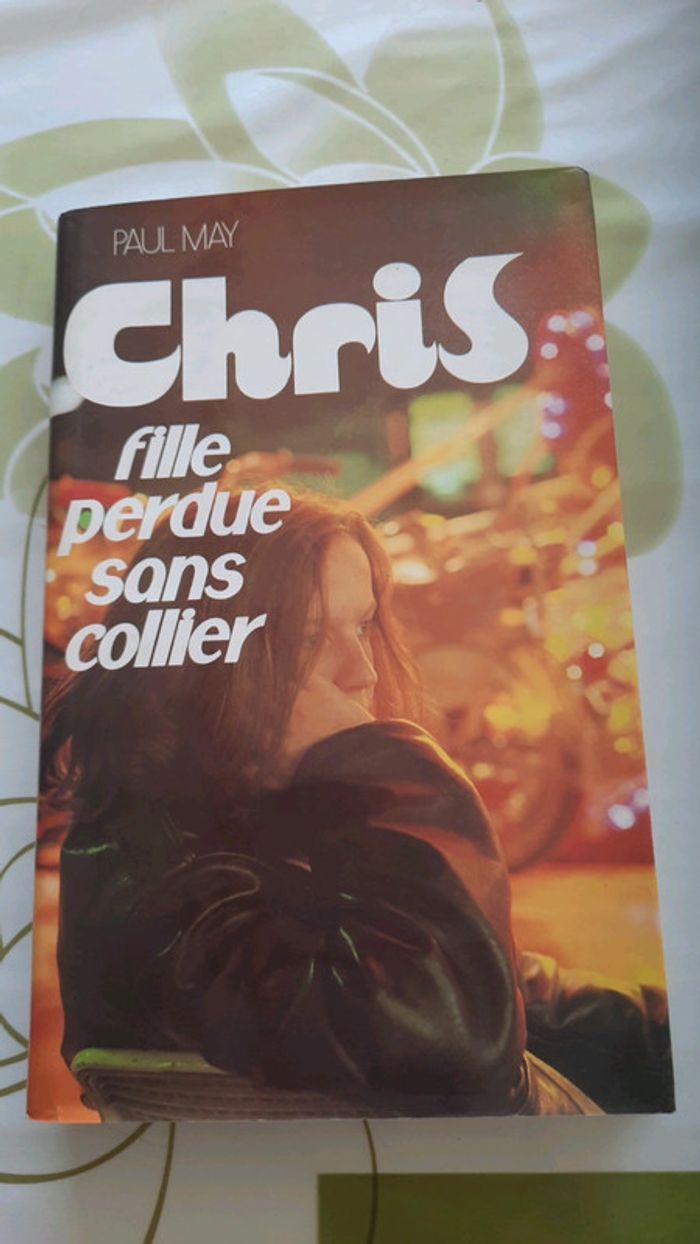 PAUL MAY
ChriS
fille
perdue
sans
collier